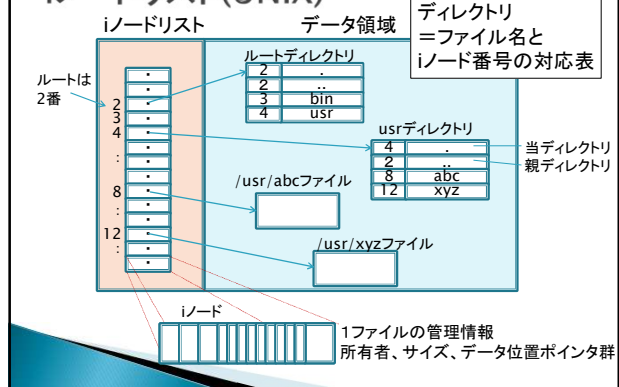 iノードリスト(UNIX)
ディレクトリ
＝ファイル名と
iノード番号の対応表
iノードリスト
データ領域
ルートは
2番
2
3
4
:
8
:
12
:
ルートディレクトリ
2 .
2 ..
3 bin
4 usr
usrディレクトリ
4 .
2 ..
8 abc
12 xyz
当ディレクトリ
親ディレクトリ
/usr/abcファイル
/usr/xyzファイル
iノード
1ファイルの管理情報
所有者、サイズ、データ位置ポインタ群